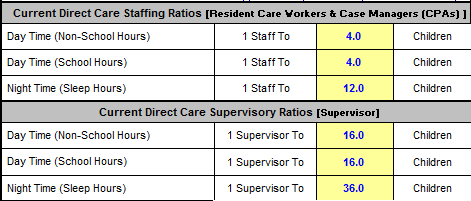 Current Direct Care Staffing Ratios [Resident Care Workers & Case Managers (CPAs) ]
Day Time (Non-School Hours) 1 Staff To 4.0 Children
Day Time (School Hours) 1 Staff To 4.0 Children
Night Time (Sleep Hours) 1 Staff To 12.0 Children
Current Direct Care Supervisory Ratios [Supervisor]
Day Time (Non-School Hours) 1 Supervisor To 16.0 Children
Day Time (School Hours) 1 Supervisor To 16.0 Children
Night Time (Sleep Hours) 1 Supervisor To 36.0 Children